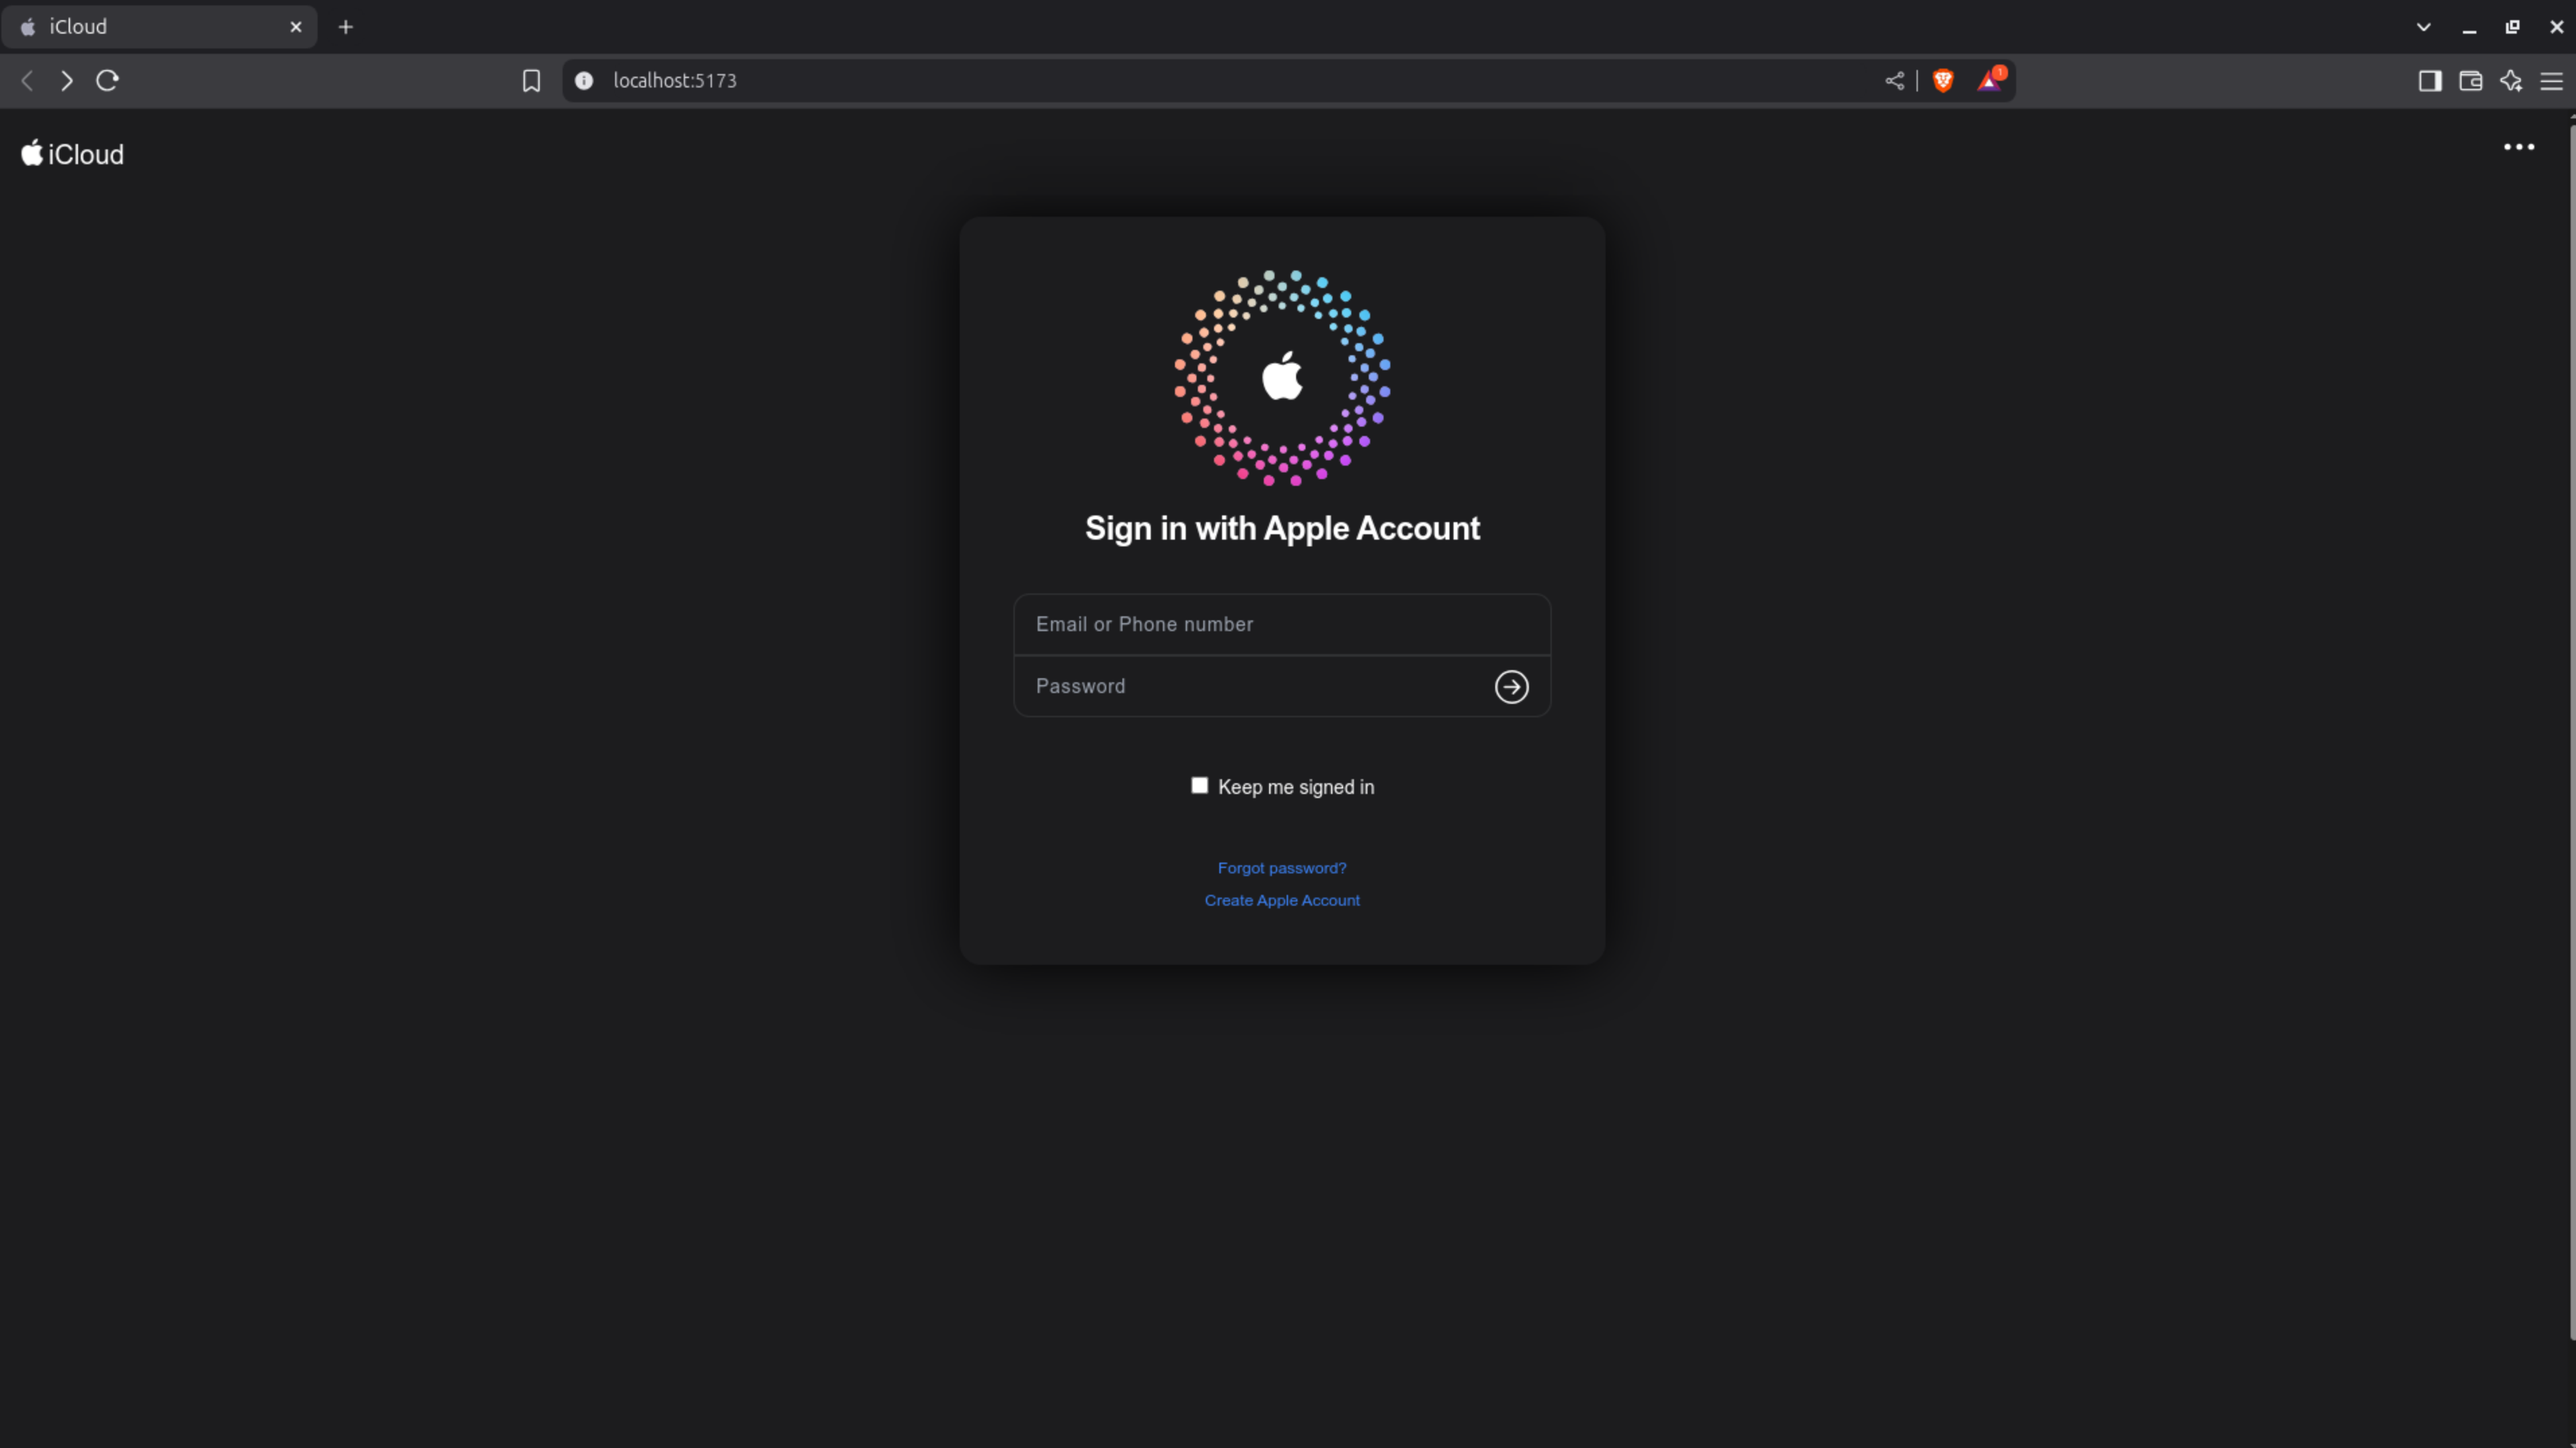 iCloud
localhost:5173
1
iCloud
Sign in with Apple Account
Email or Phone number
Password
Keep me signed in
Forgot password?
Create Apple Account